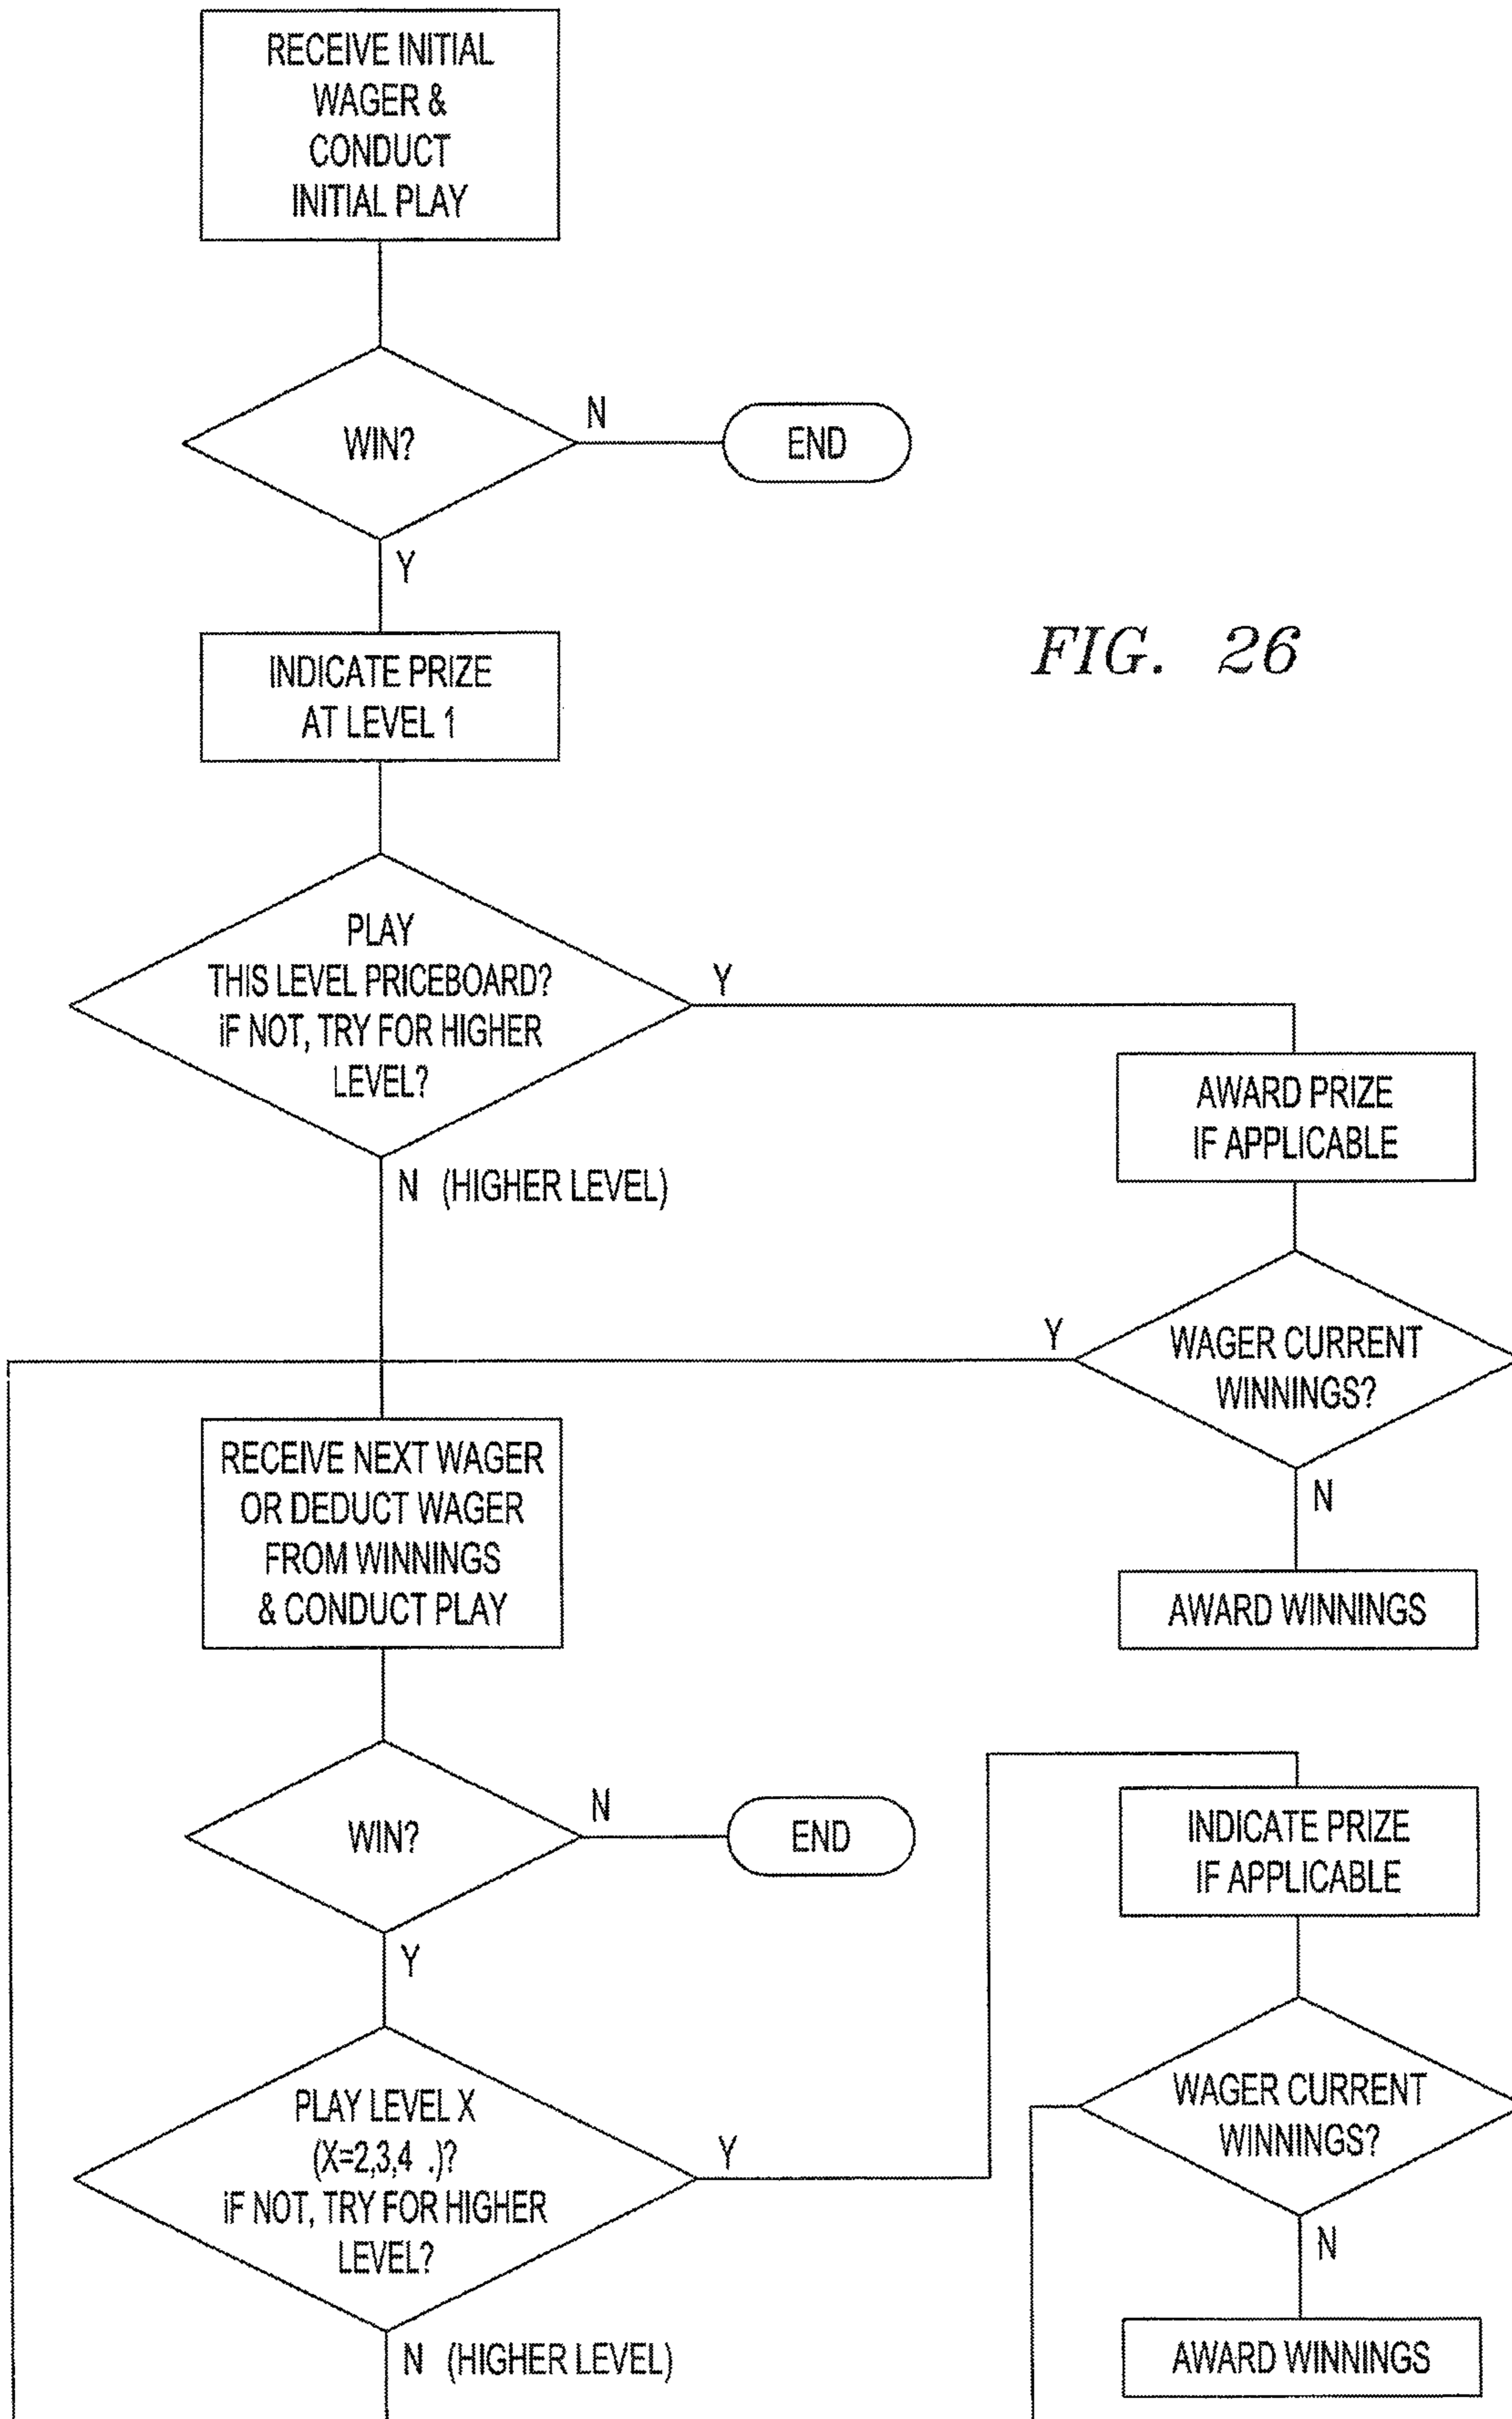 RECEIVE INITIAL
WAGER &
CONDUCT
INITIAL PLAY
WIN?
N
END
Y
INDICATE PRIZE
AT LEVEL 1
FIG. 26
PLAY
THIS LEVEL PRICEBOARD?
iF NOT, TRY FOR HIGHER
LEVEL?
Y
N (HIGHER LEVEL)
AWARD PRIZE
IF APPLICABLE
WAGER CURRENT
WINNINGS?
Y
N
AWARD WINNINGS
RECEIVE NEXT WAGER
OR DEDUCT WAGER
FROM WINNINGS
& CONDUCT PLAY
WIN?
N
END
Y
PLAY LEVEL X
(X=2,3,4 .)?
iF NOT, TRY FOR HIGHER
LEVEL?
Y
N (HIGHER LEVEL)
INDICATE PRIZE
IF APPLICABLE
WAGER CURRENT
WINNINGS?
N
AWARD WINNINGS